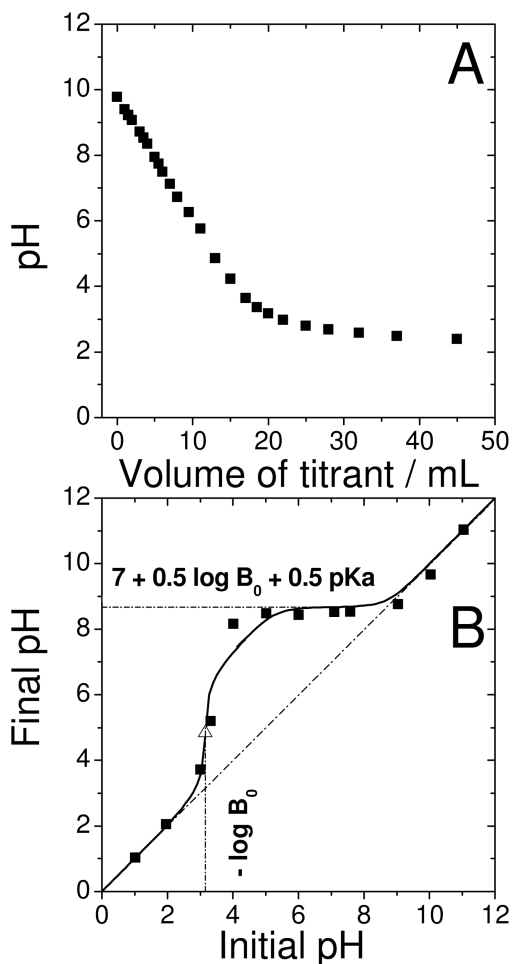 12
A
10
8
pH
6
4
2
0
0 10 20 30 40 50
Volume of titrant / mL
12
7 + 0.5 log B₀ + 0.5 pKa
10
B
8
Final pH
6
4
- log B₀
2
0
0 2 4 6 8 10 12
Initial pH